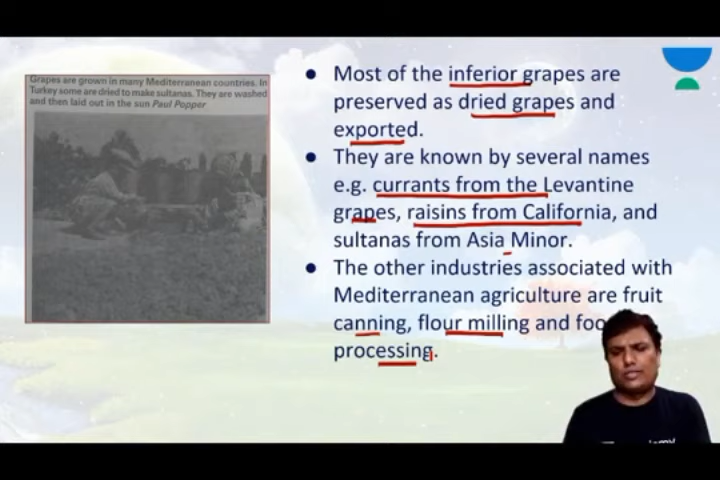 Grapes are grown in many Mediterranean countries. In
Turkey some are dried to make sultanas. They are washed
and then laid out in the sun Paul Popper
● Most of the inferior grapes are
preserved as dried grapes and
exported.
● They are known by several names
e.g. currants from the Levantine
grapes, raisins from California, and
sultanas from Asia Minor.
● The other industries associated with
Mediterranean agriculture are fruit
canning, flour milling and foo
processing.